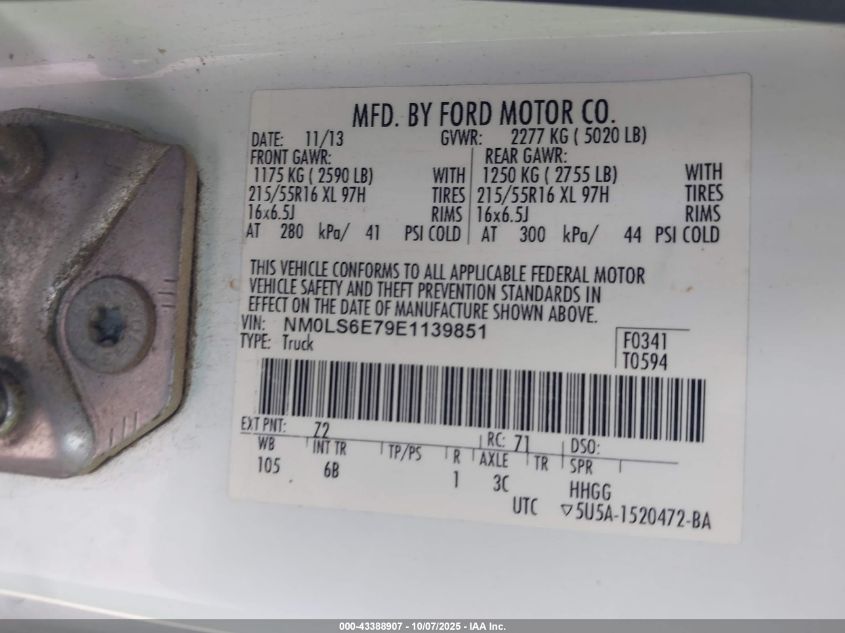 MFD. BY FORD MOTOR CO.
DATE: 11/13 GVWR: 2277 KG ( 5020 LB)
FRONT GAWR: REAR GAWR:
1175 KG ( 2590 LB) WITH 1250 KG ( 2755 LB) WITH
215/55R16 XL 97H TIRES 215/55R16 XL 97H TIRES
16x6.5J RIMS 16x6.5J RIMS
AT 280 kPa/ 41 PSI COLD AT 300 kPa/ 44 PSI COLD
THIS VEHICLE CONFORMS TO ALL APPLICABLE FEDERAL MOTOR
VEHICLE SAFETY AND THEFT PREVENTION STANDARDS IN
EFFECT ON THE DATE OF MANUFACTURE SHOWN ABOVE.
VIN: NM0LS6E79E1139851
TYPE: Truck
F0341
T0594
EXT PNT: Z2 RC: 71 DSO:
WB INT TR TP/PS R AXLE TR SPR
105 6B 1 3C HHGG
UTC ▽5U5A-1520472-BA
000-43388907 - 10/07/2025 - IAA Inc.